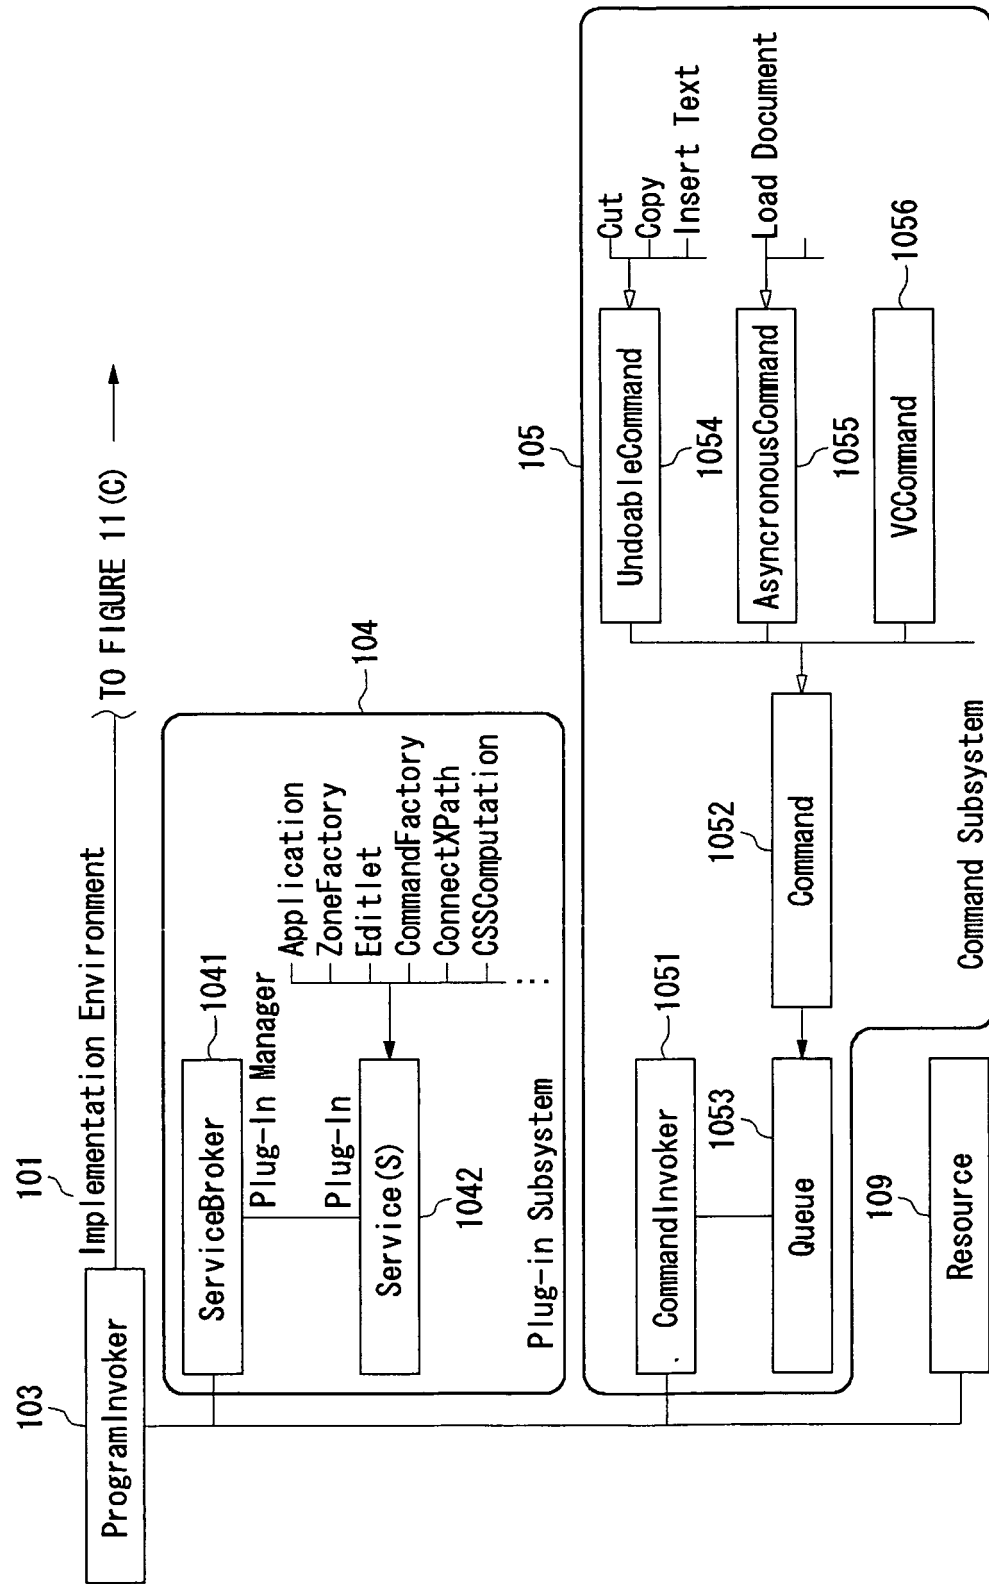 101
Implementation Environment
TO FIGURE 11(C)
103
ProgramInvoker
104
ServiceBroker
1041
Plug-In Manager
Plug-In
Service(S)
1042
Application
ZoneFactory
Editlet
CommandFactory
ConnectXPath
CSSComputation
...
Plug-in Subsystem
105
CommandInvoker
1051
1053
Queue
Command
1052
UndoableCommand
1054
Cut
Copy
Insert Text
AsyncronousCommand
1055
Load Document
VCCommand
1056
Command Subsystem
109
Resource